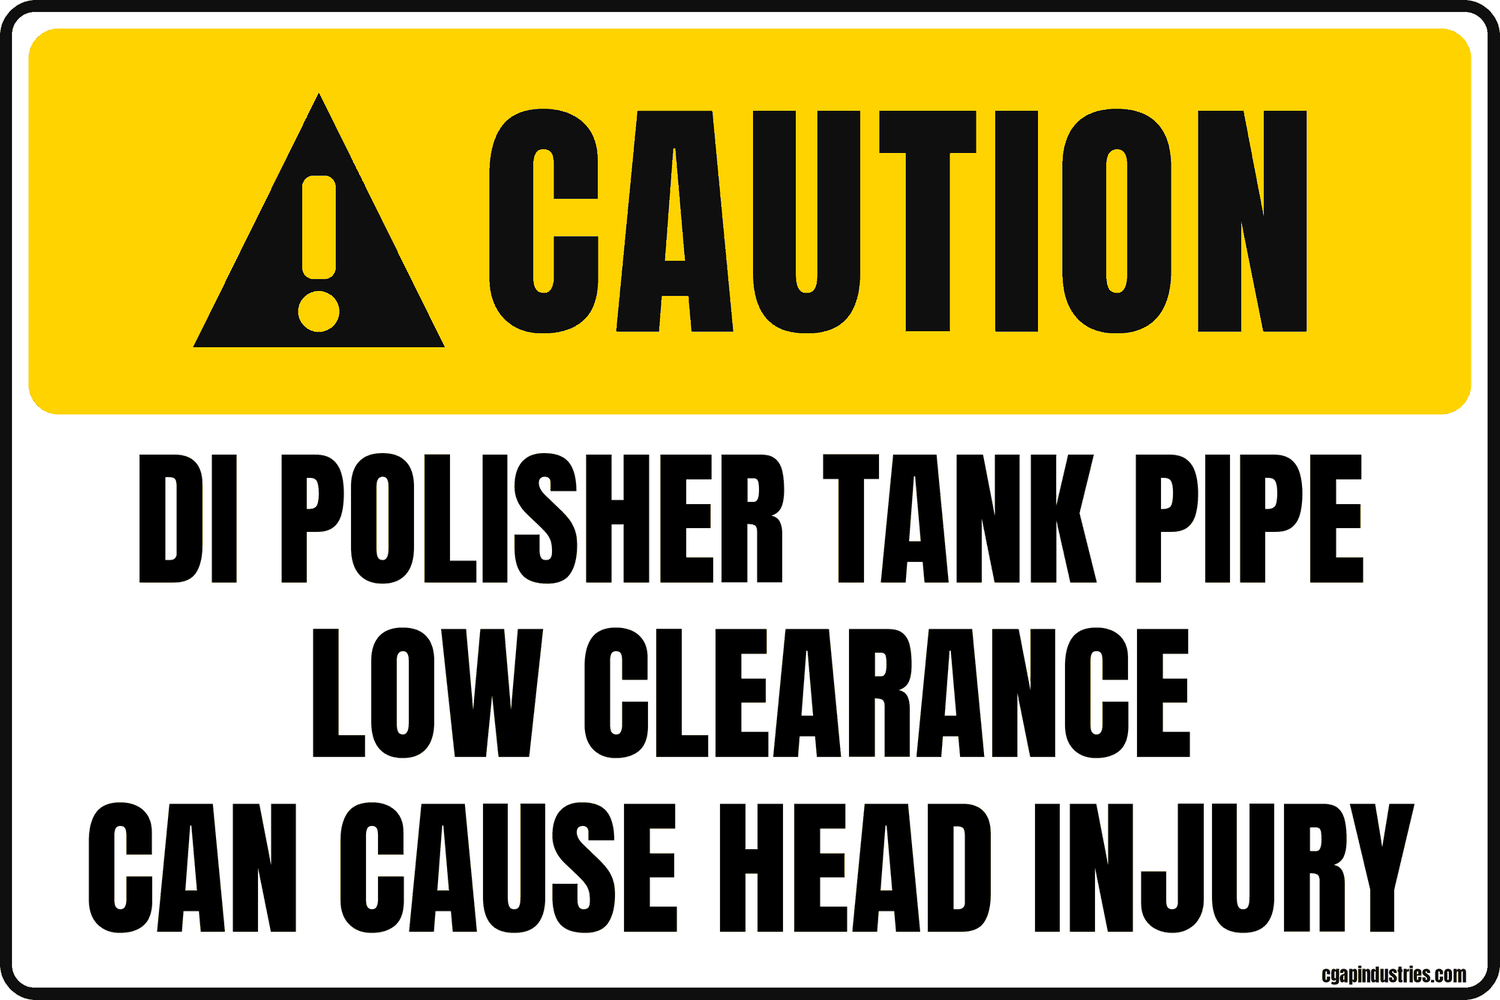 CAUTION
DI POLISHER TANK PIPE
LOW CLEARANCE
CAN CAUSE HEAD INJURY
cgapindustries.com